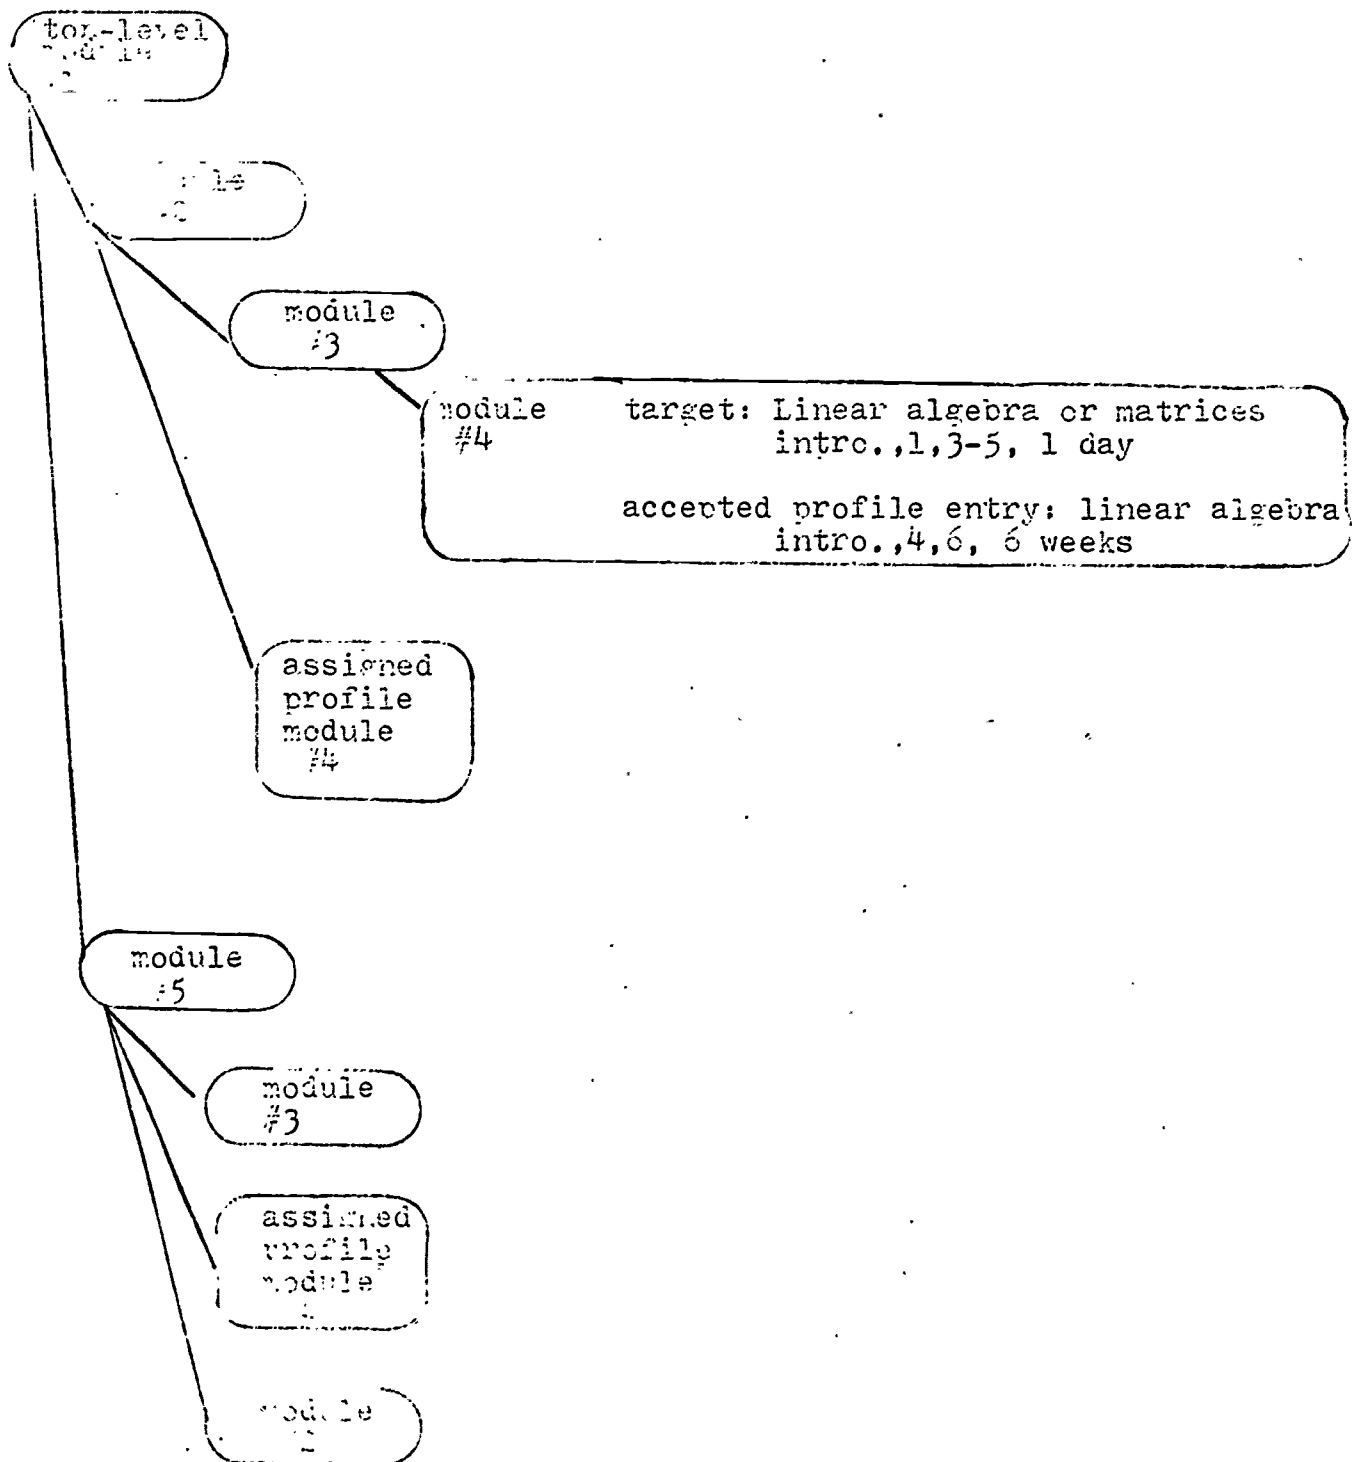 top-level
module
module
#3
module target: Linear algebra or matrices
#4 intro.,1,3-5, 1 day
accepted profile entry: linear algebra
intro.,4,6, 6 weeks
assigned
profile
module
#4
module
#5
module
#3
assigned
profile
module
module